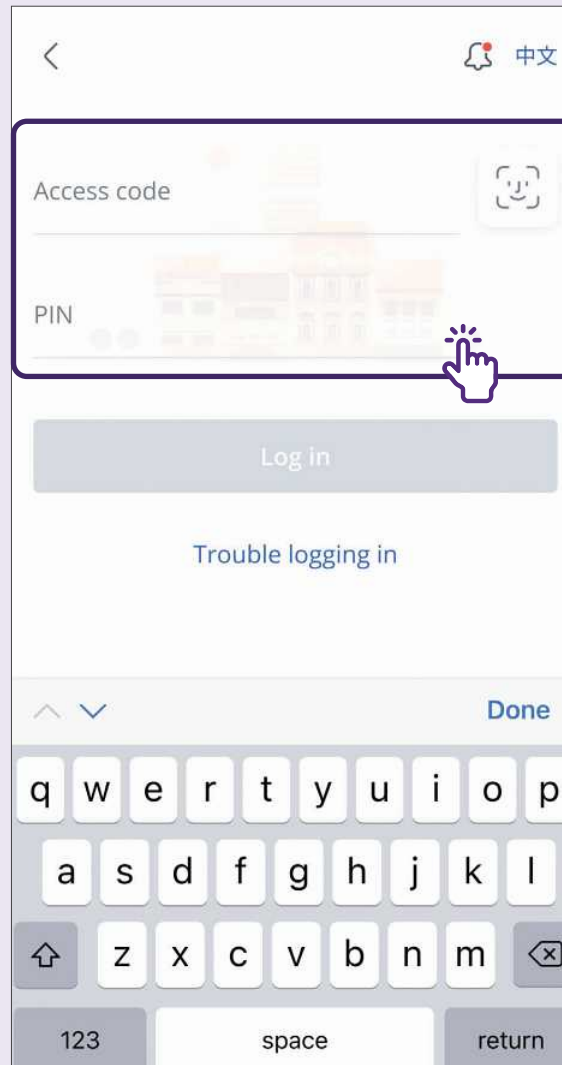 中文
Access code
PIN
Log in
Trouble logging in
Done
q w e r t y u i o p
a s d f g h j k l
z x c v b n m
123 space return